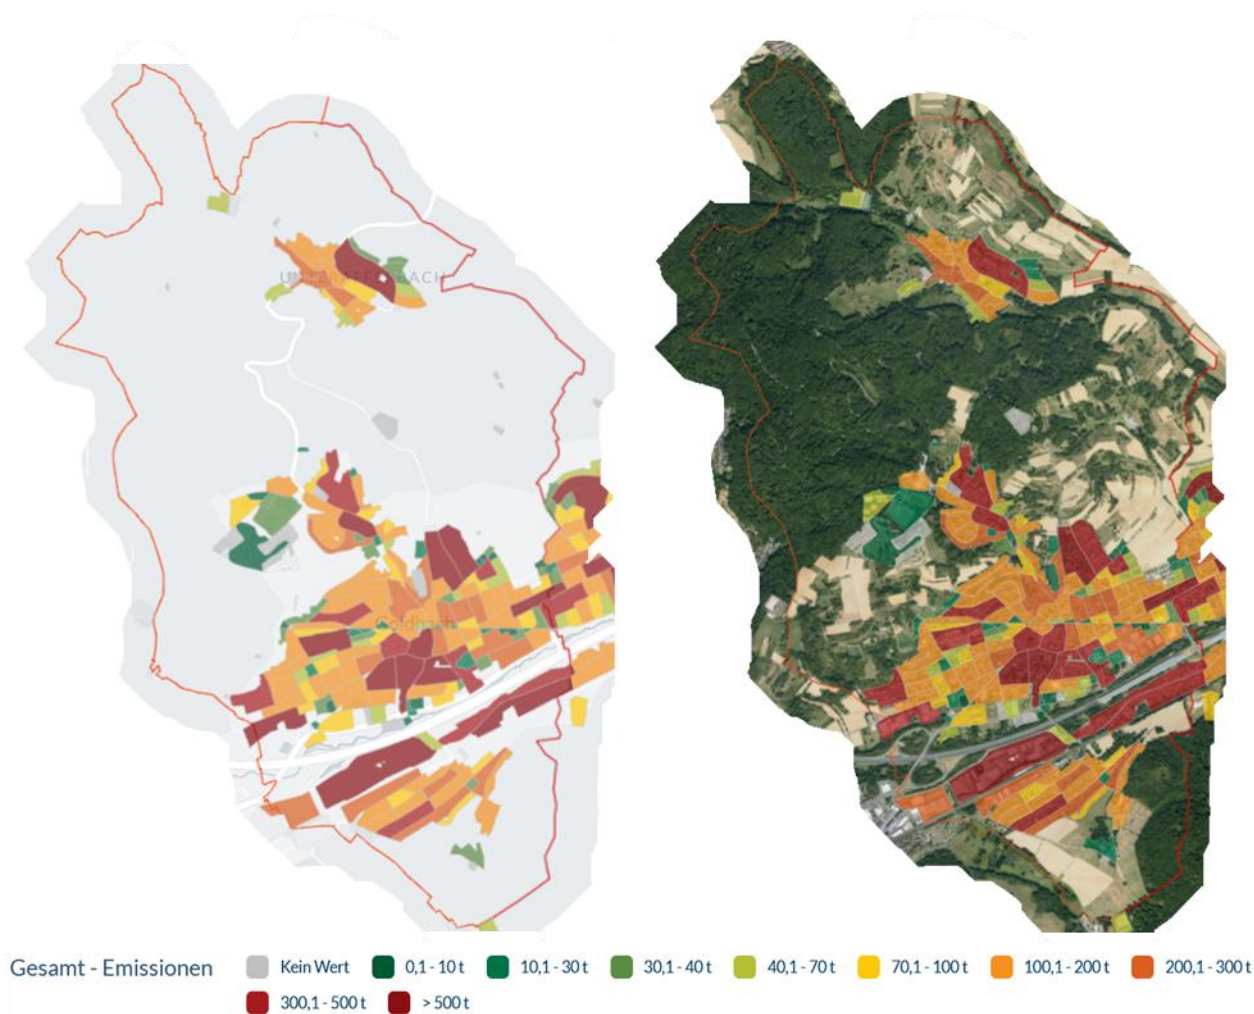 Goldbach
Gesamt - Emissionen
Kein Wert
0,1 - 10 t
10,1 - 30 t
30,1 - 40 t
40,1 - 70 t
70,1 - 100 t
100,1 - 200 t
200,1 - 300 t
300,1 - 500 t
> 500 t